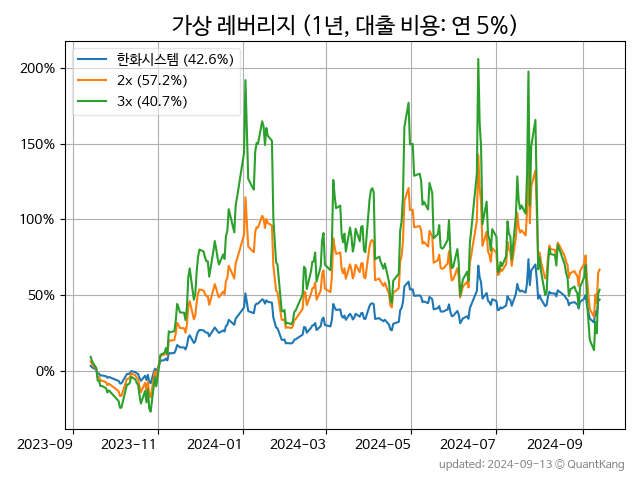 가상 레버리지 (1년, 대출 비용: 연 5%)
한화시스템 (42.6%)
2x (57.2%)
3x (40.7%)
200%
150%
100%
50%
0%
2023-09 2023-11 2024-01 2024-03 2024-05 2024-07 2024-09
updated: 2024-09-13 © QuantKang